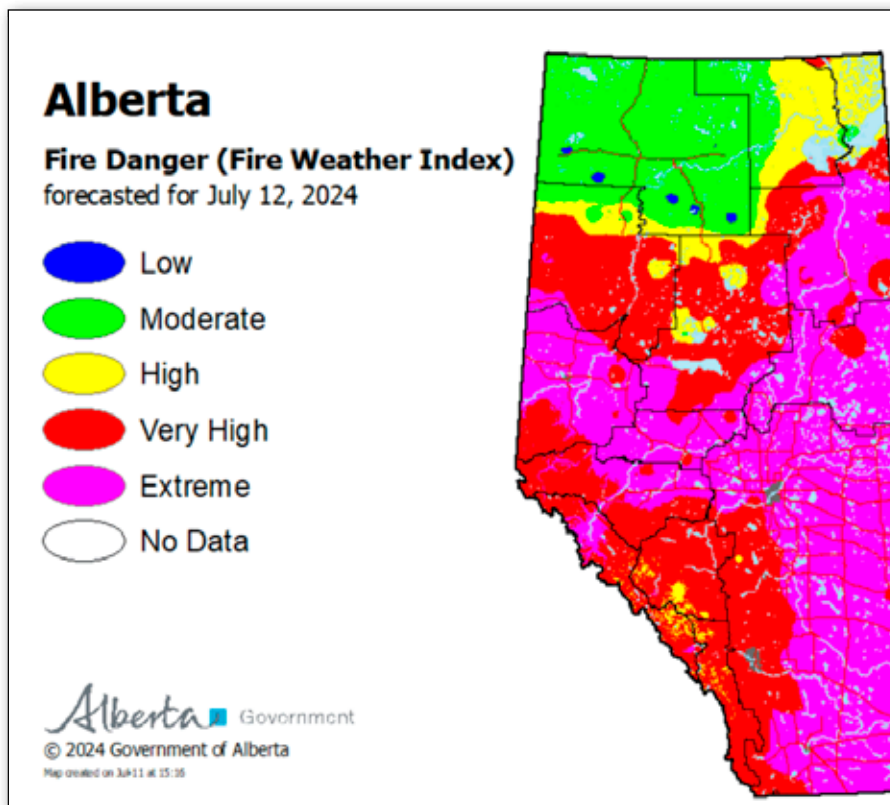 Alberta
Fire Danger (Fire Weather Index)
forecasted for July 12, 2024
Low
Moderate
High
Very High
Extreme
No Data
Alberta Government
© 2024 Government of Alberta
Map created on Jul-11 at 15:16